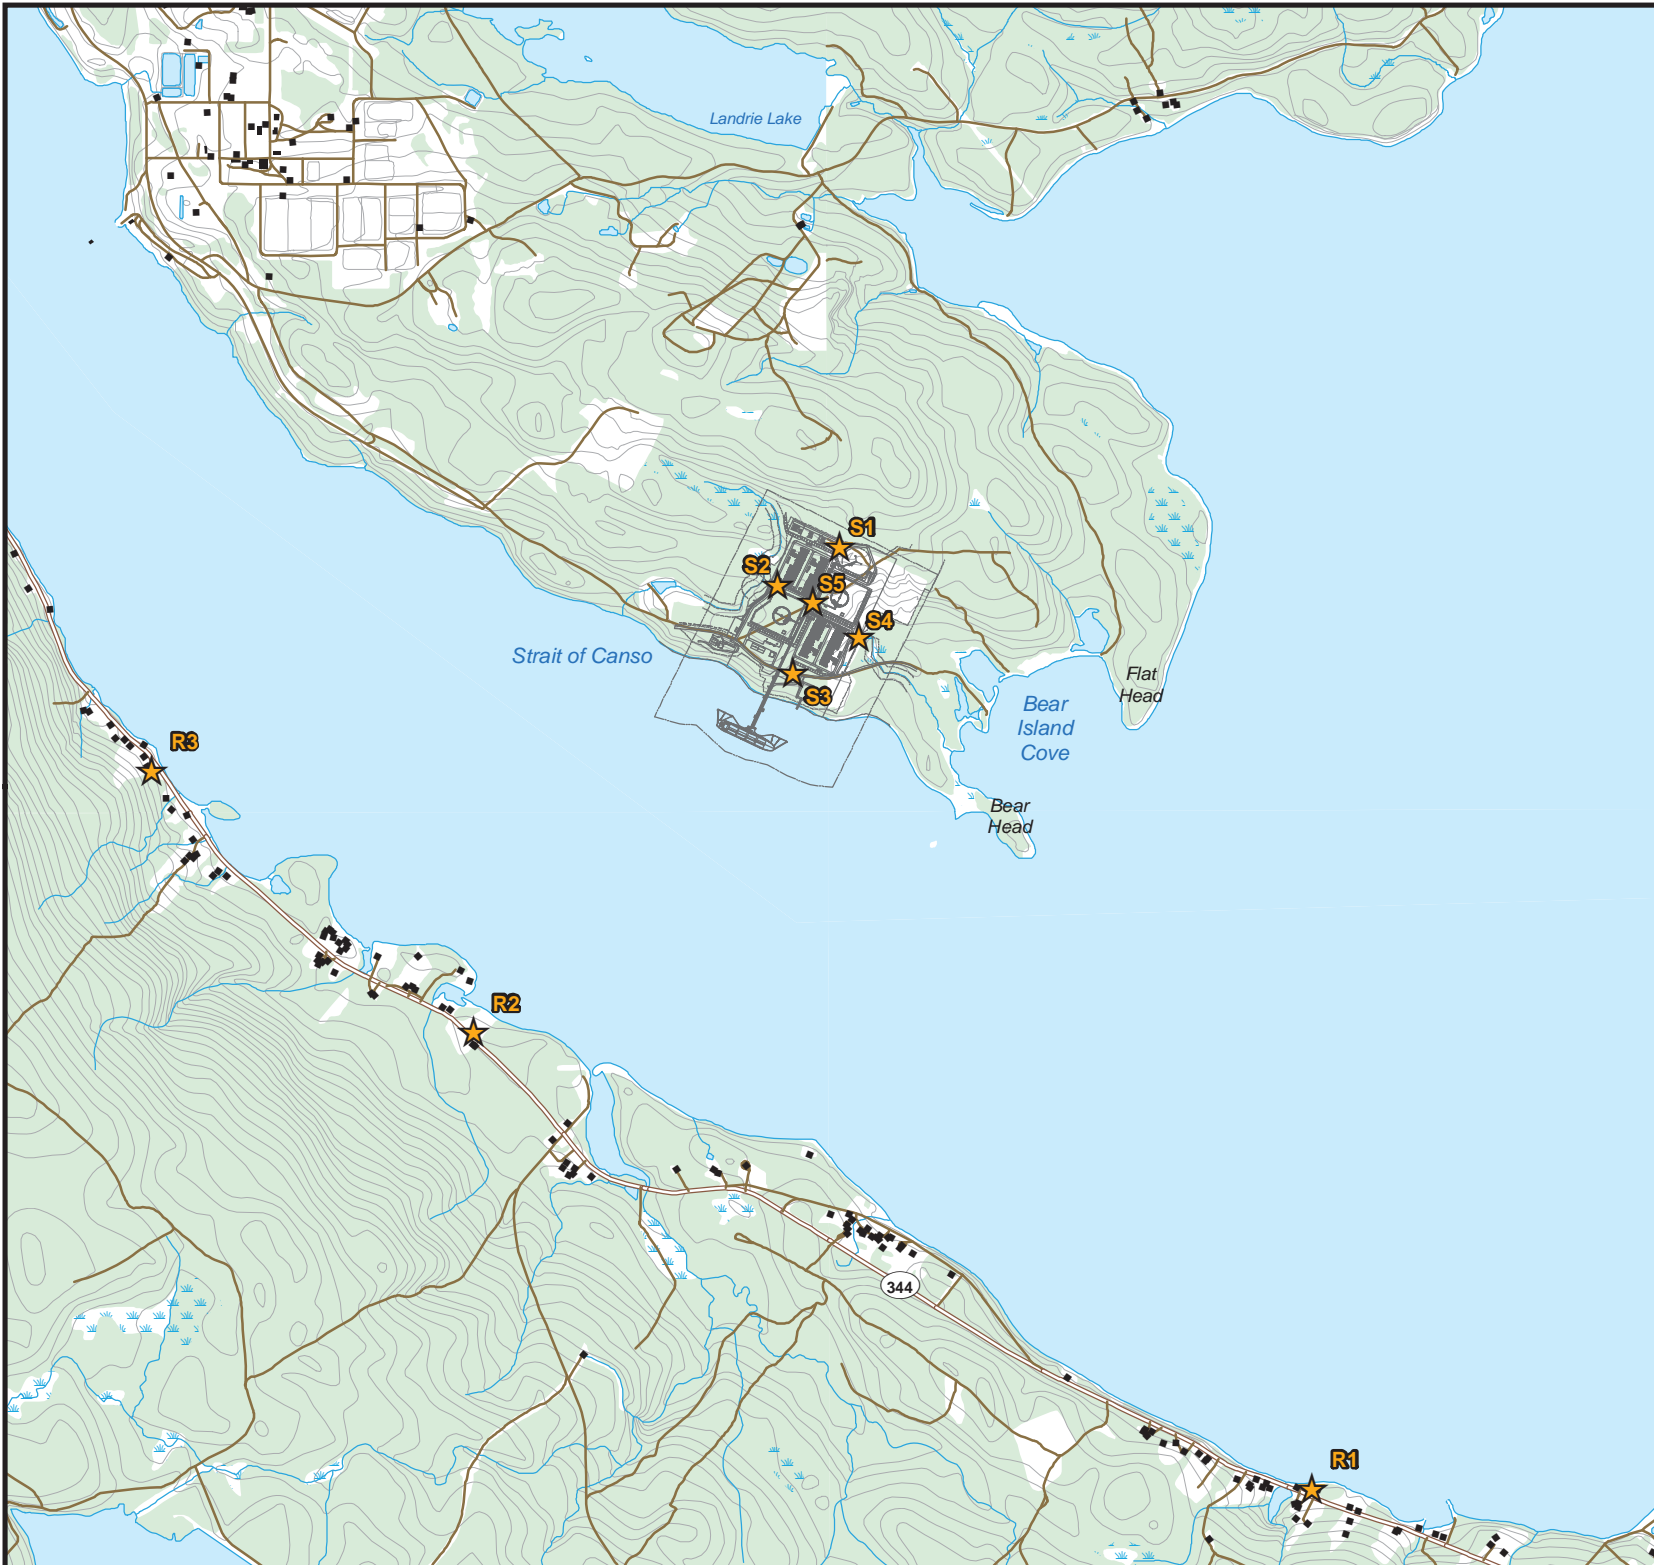 Landrie Lake
S1
S2
S5
S4
Strait of Canso
S3
Flat
Head
Bear
Island
Cove
R3
Bear
Head
R2
344
R1